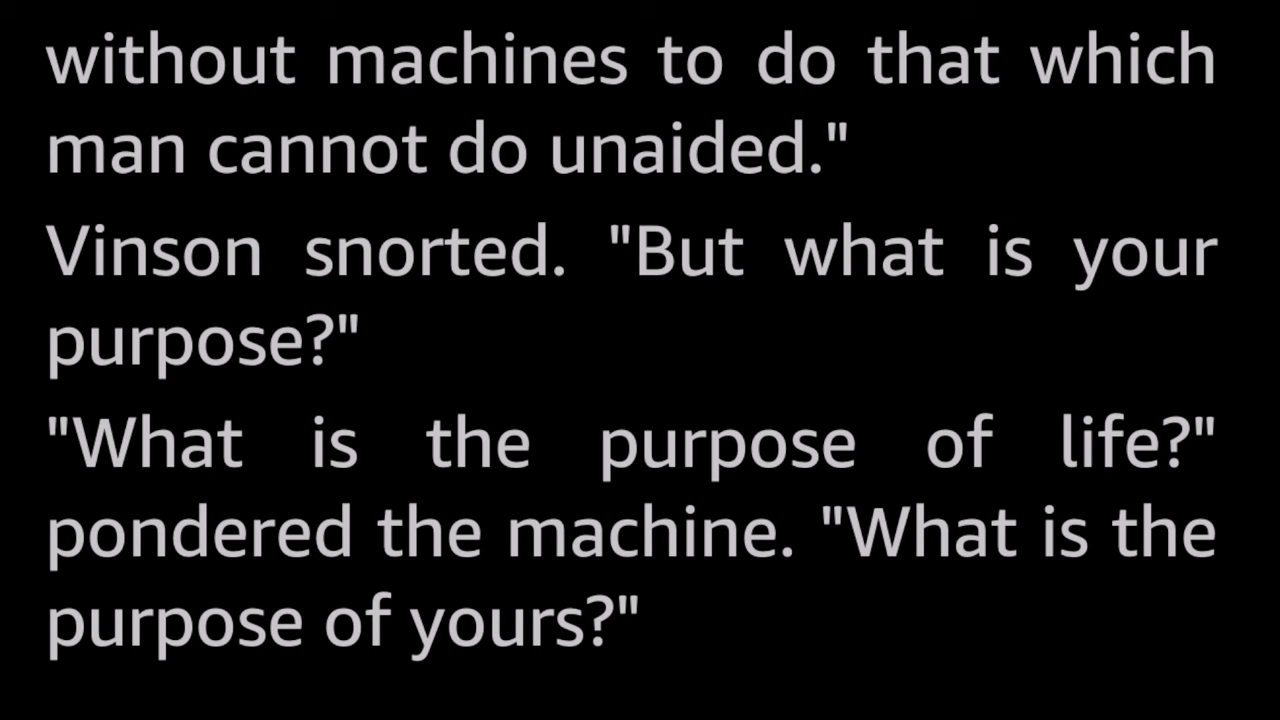 without machines to do that which
man cannot do unaided."
Vinson snorted. "But what is your
purpose?"
"What is the purpose of life?"
pondered the machine. "What is the
purpose of yours?"